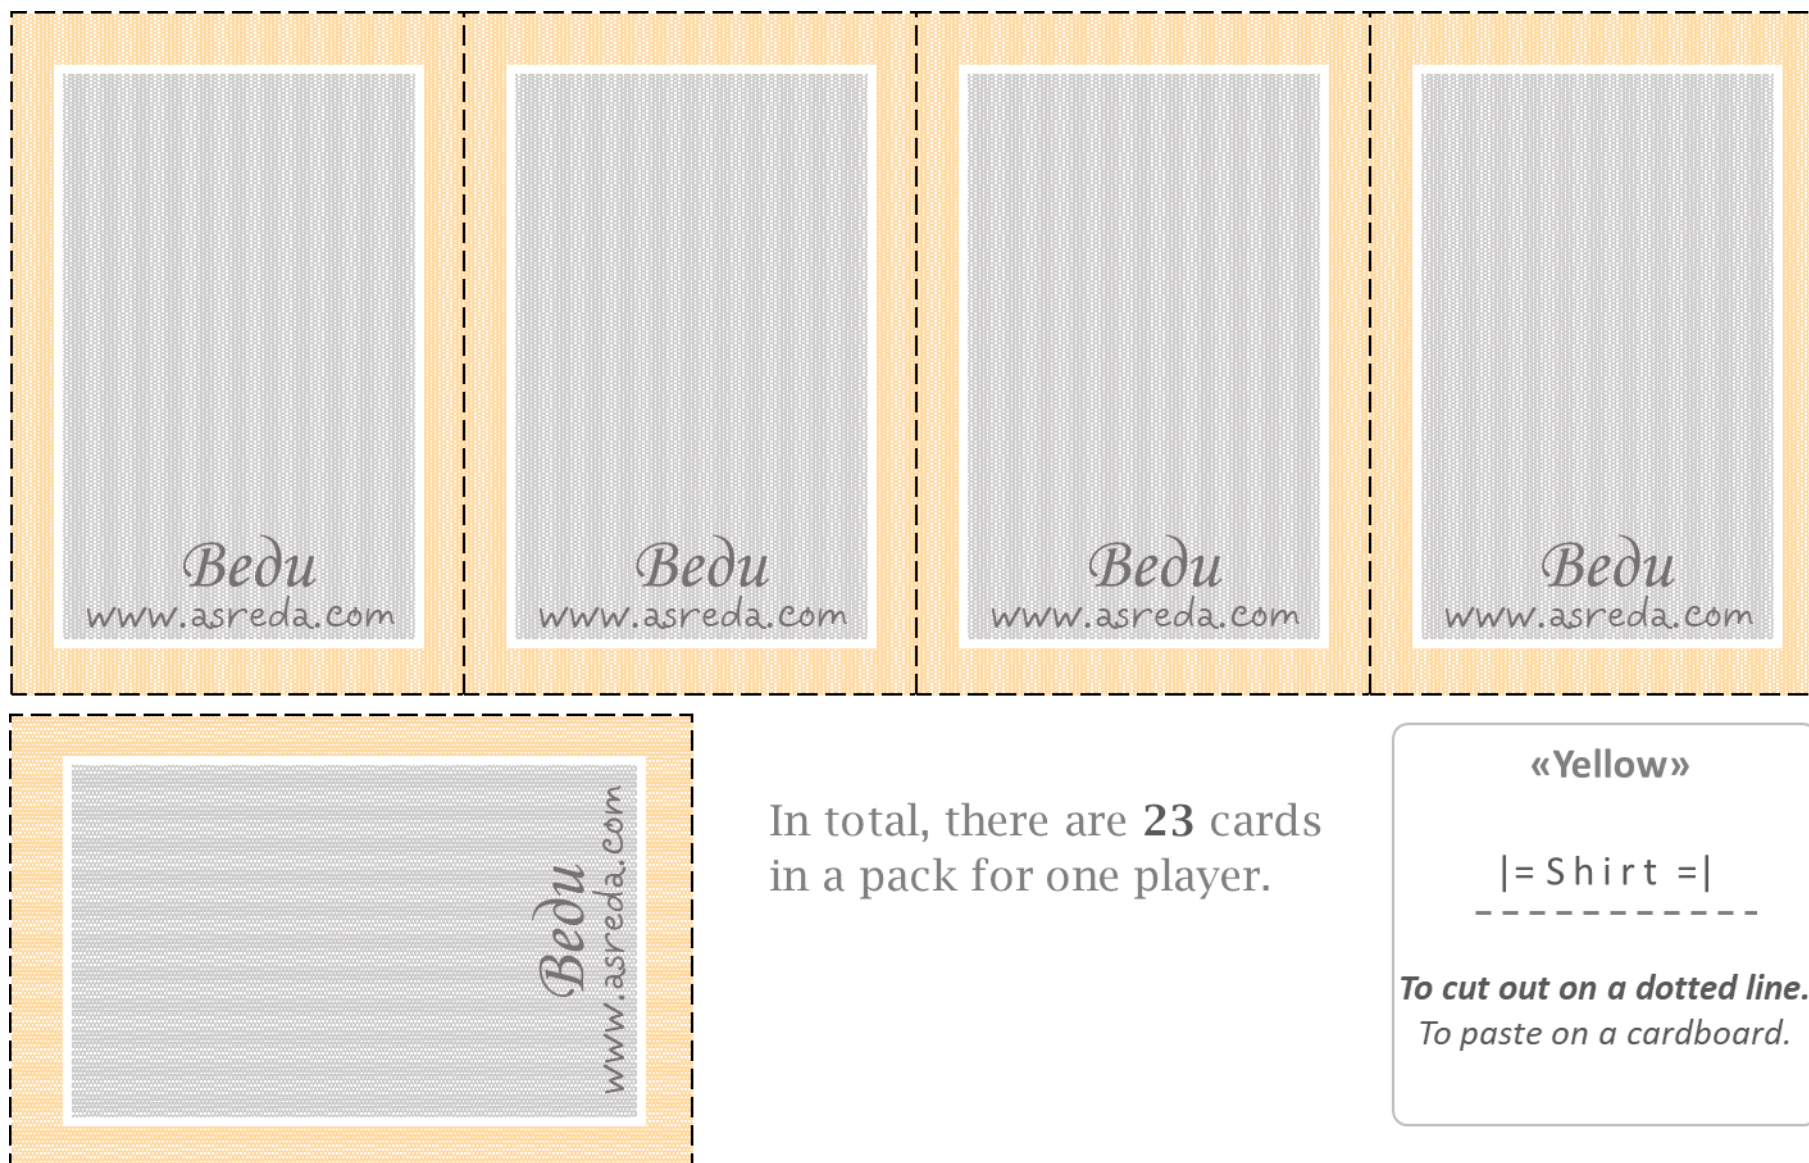 Bedu
www.asreda.com
Bedu
www.asreda.com
Bedu
www.asreda.com
Bedu
www.asreda.com
Bedu
www.asreda.com
In total, there are 23 cards
in a pack for one player.
«Yellow»
|= Shirt =|
- - - - - - - - - - -
To cut out on a dotted line.
To paste on a cardboard.